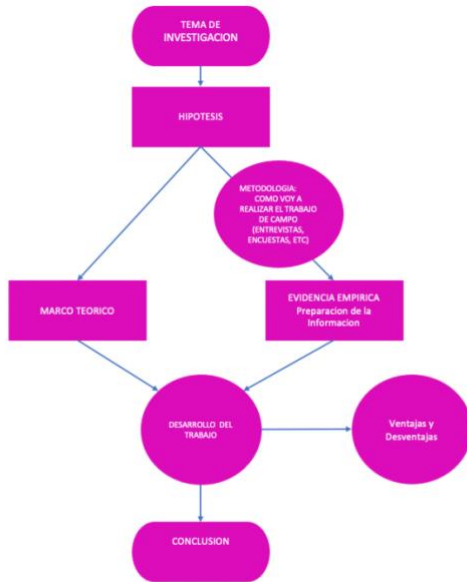 TEMA DE
INVESTIGACION
HIPOTESIS
METODOLOGIA:
COMO VOY A
REALIZAR EL TRABAJO
DE CAMPO
(ENTREVISTAS,
ENCUESTAS, ETC)
MARCO TEORICO
EVIDENCIA EMPIRICA
Preparacion de la
Informacion
DESARROLLO DEL
TRABAJO
Ventajas y
Desventajas
CONCLUSION